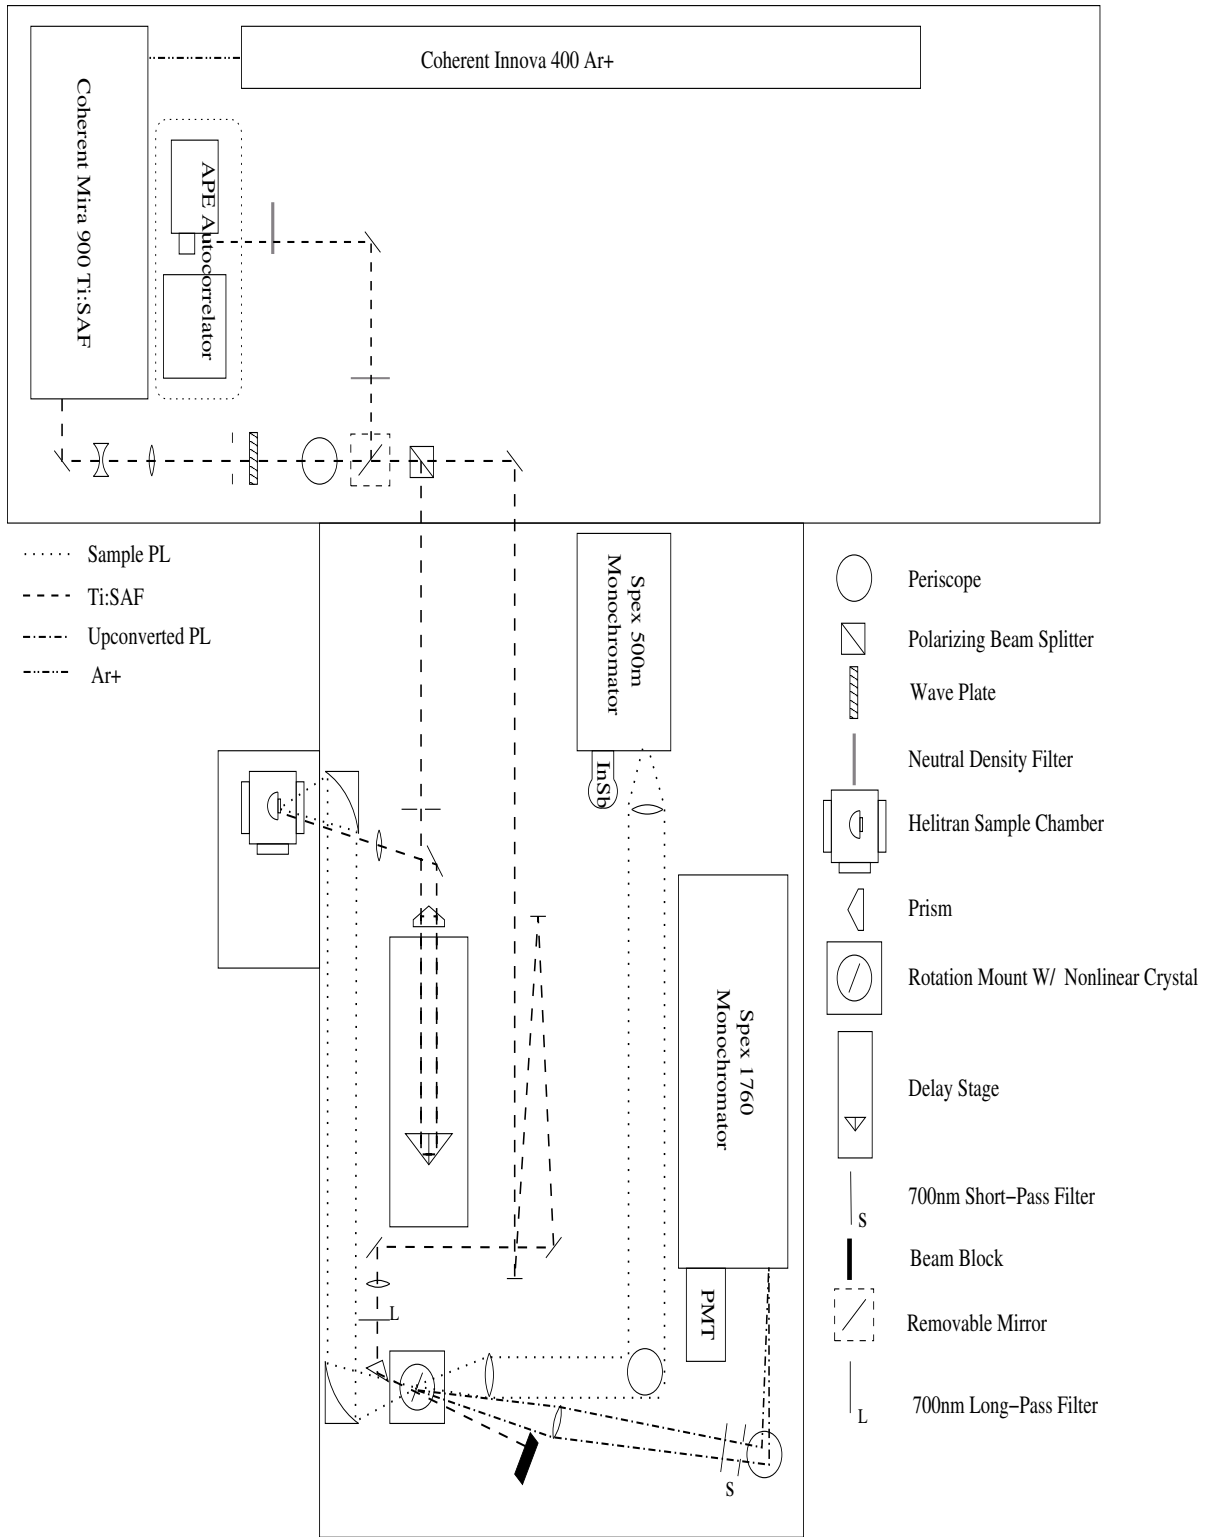 Coherent Innova 400 Ar+
Coherent Mira 900 Ti:SAF
APE Autocorrelator
Sample PL
Ti:SAF
Upconverted PL
Ar+
Spex 500m
Monochromator
InSb
Spex 1760
Monochromator
PMT
L
S
Periscope
Polarizing Beam Splitter
Wave Plate
Neutral Density Filter
Helitran Sample Chamber
Prism
Rotation Mount W/ Nonlinear Crystal
Delay Stage
700nm Short−Pass Filter
S
Beam Block
Removable Mirror
700nm Long−Pass Filter
L